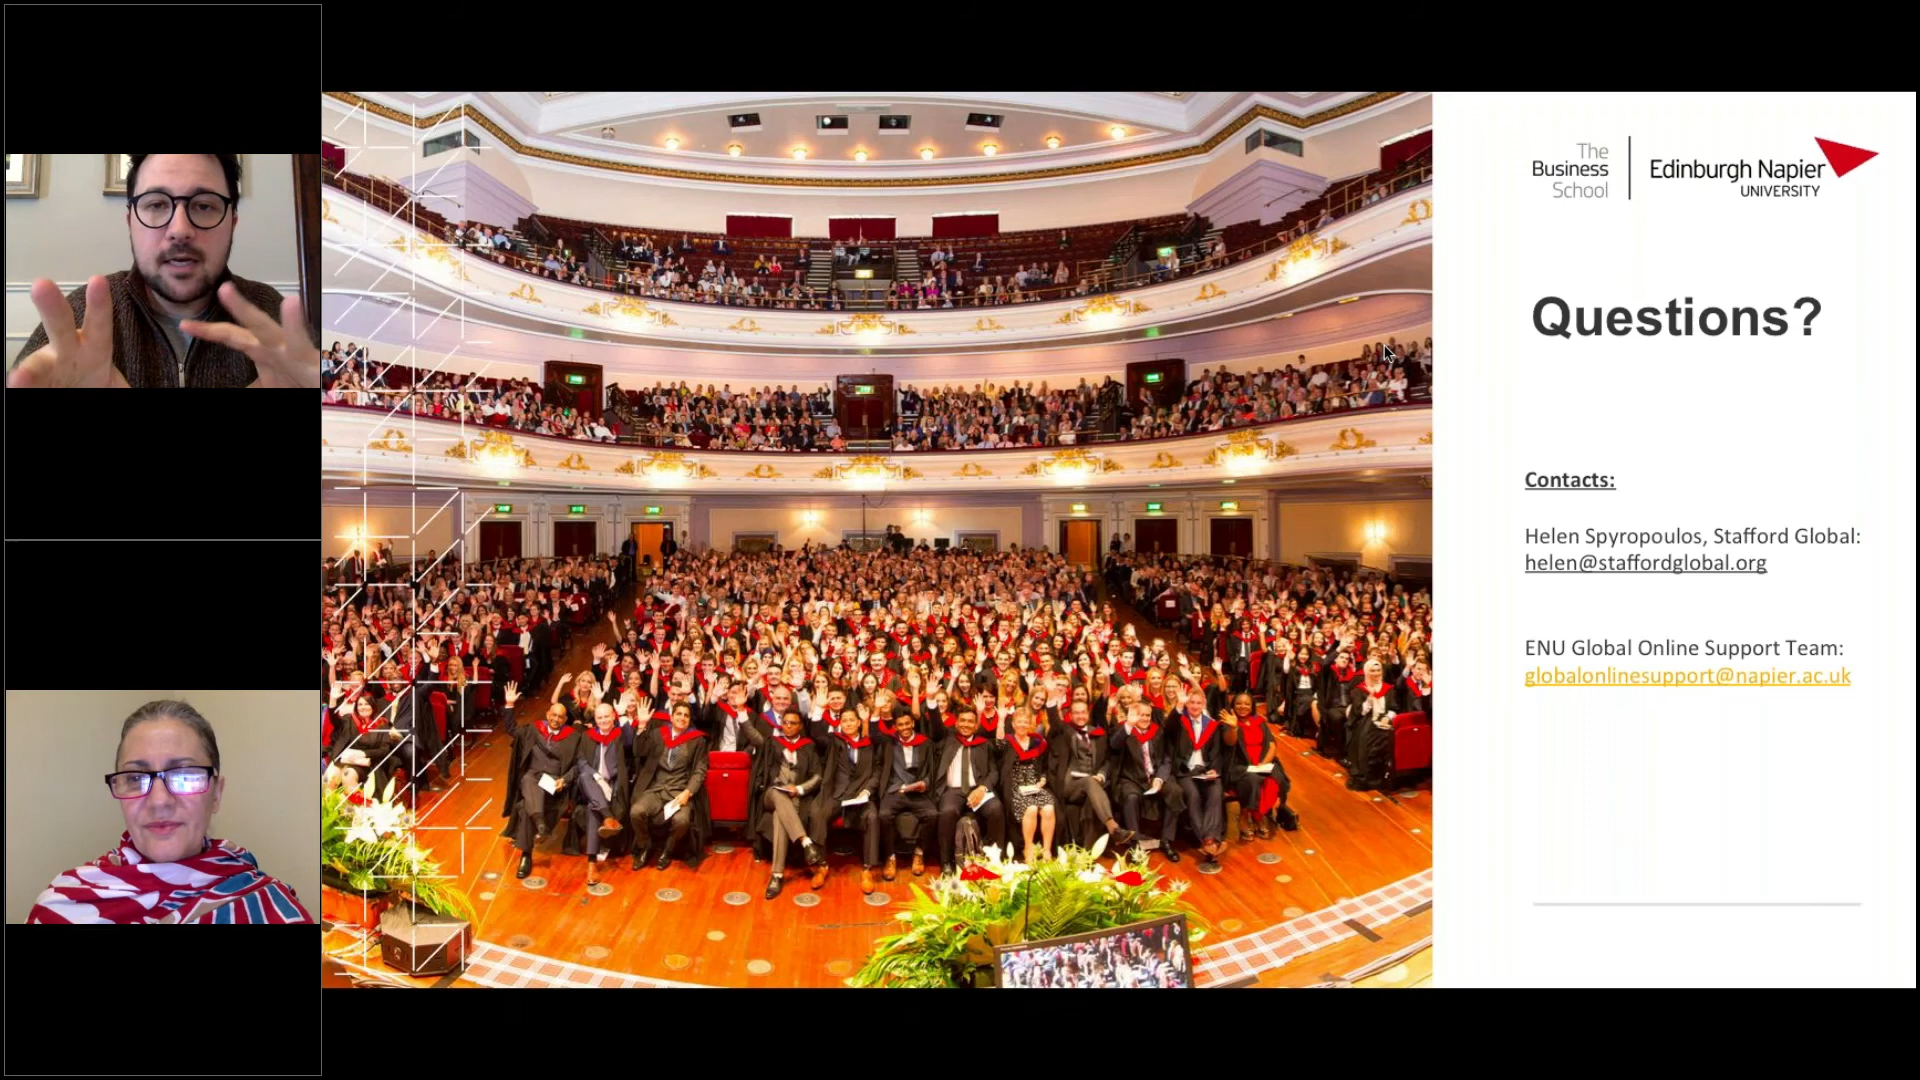 The
Business
School
Edinburgh Napier
UNIVERSITY
Questions?
Contacts:
Helen Spyropoulos, Stafford Global:
helen@staffordglobal.org
ENU Global Online Support Team:
globalonlinesupport@napier.ac.uk